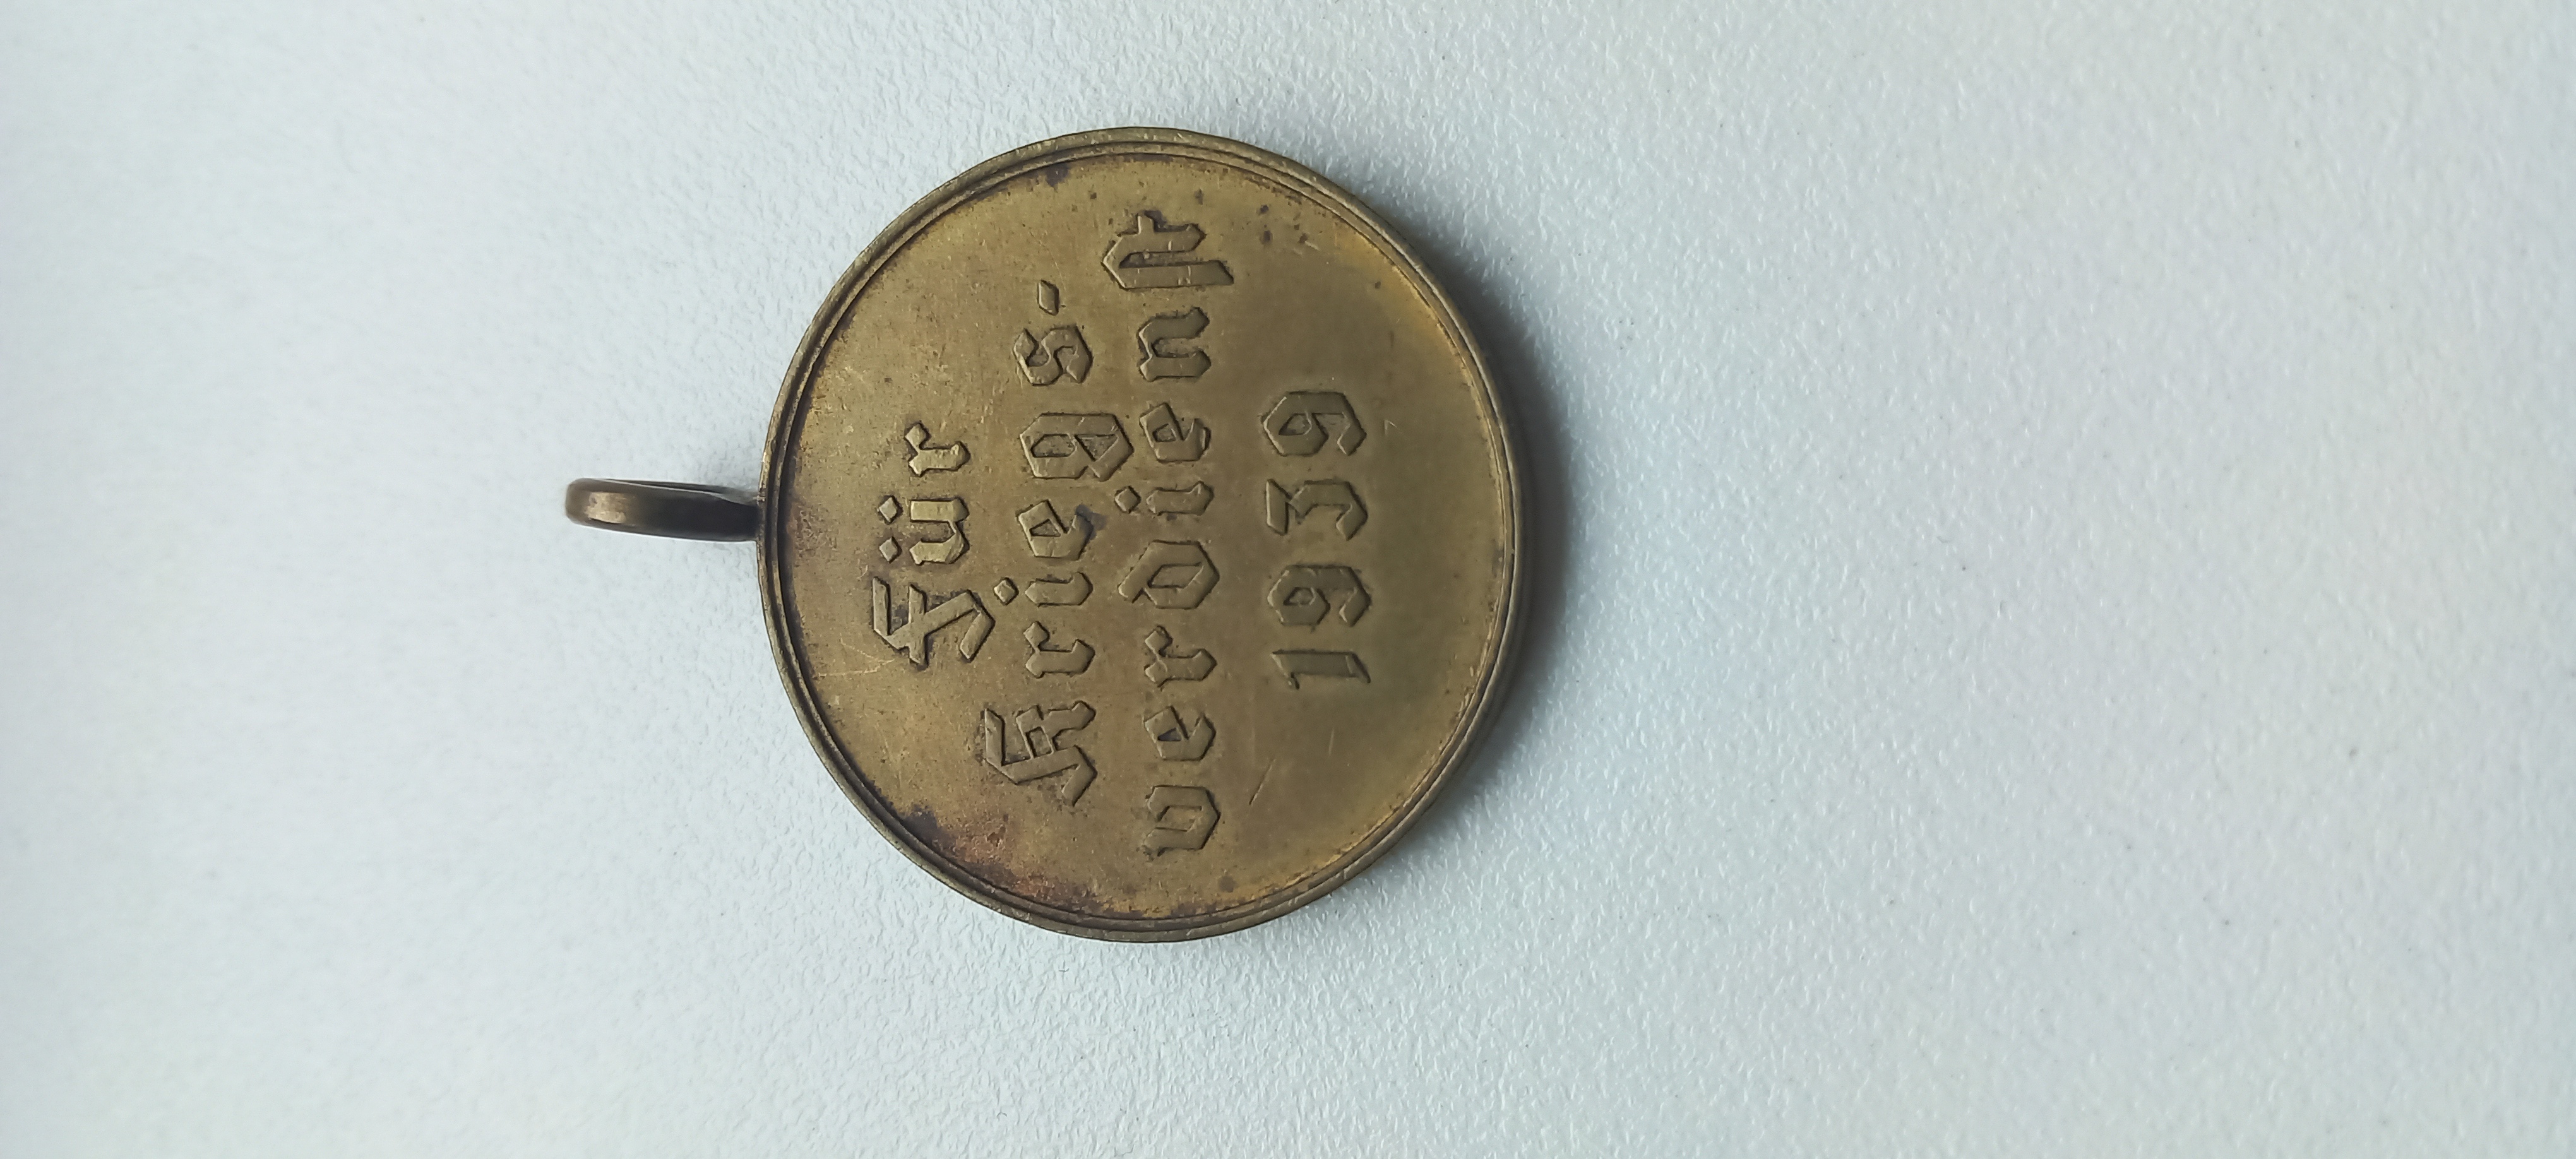 Für
Kriegs-
verdienst
1939